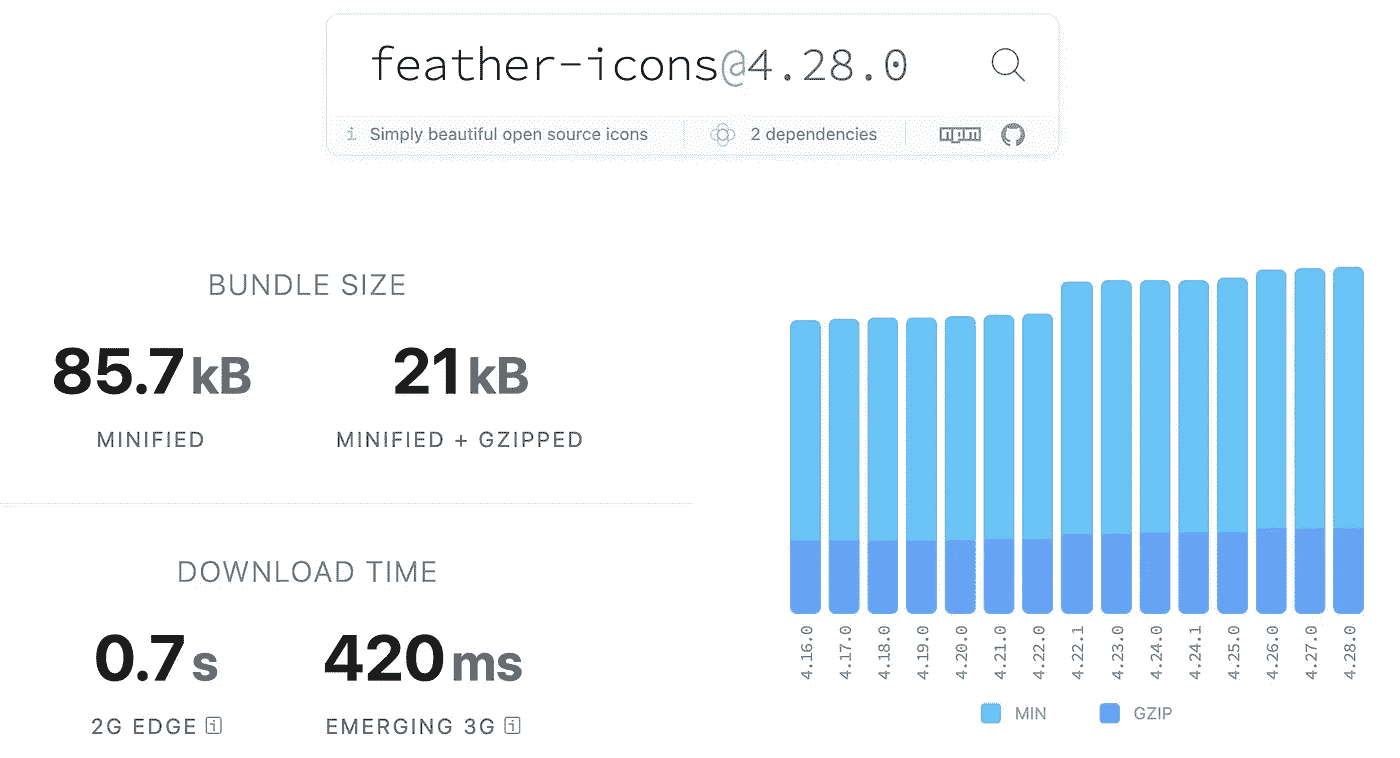 feather-icons@4.28.0
i Simply beautiful open source icons 2 dependencies npm
BUNDLE SIZE
85.7 kB 21 kB
MINIFIED MINIFIED + GZIPPED
DOWNLOAD TIME
0.7 s 420 ms
2G EDGE i EMERGING 3G i
4.16.0 4.17.0 4.18.0 4.19.0 4.20.0 4.21.0 4.22.0 4.22.1 4.23.0 4.24.0 4.24.1 4.25.0 4.26.0 4.27.0 4.28.0
MIN GZIP